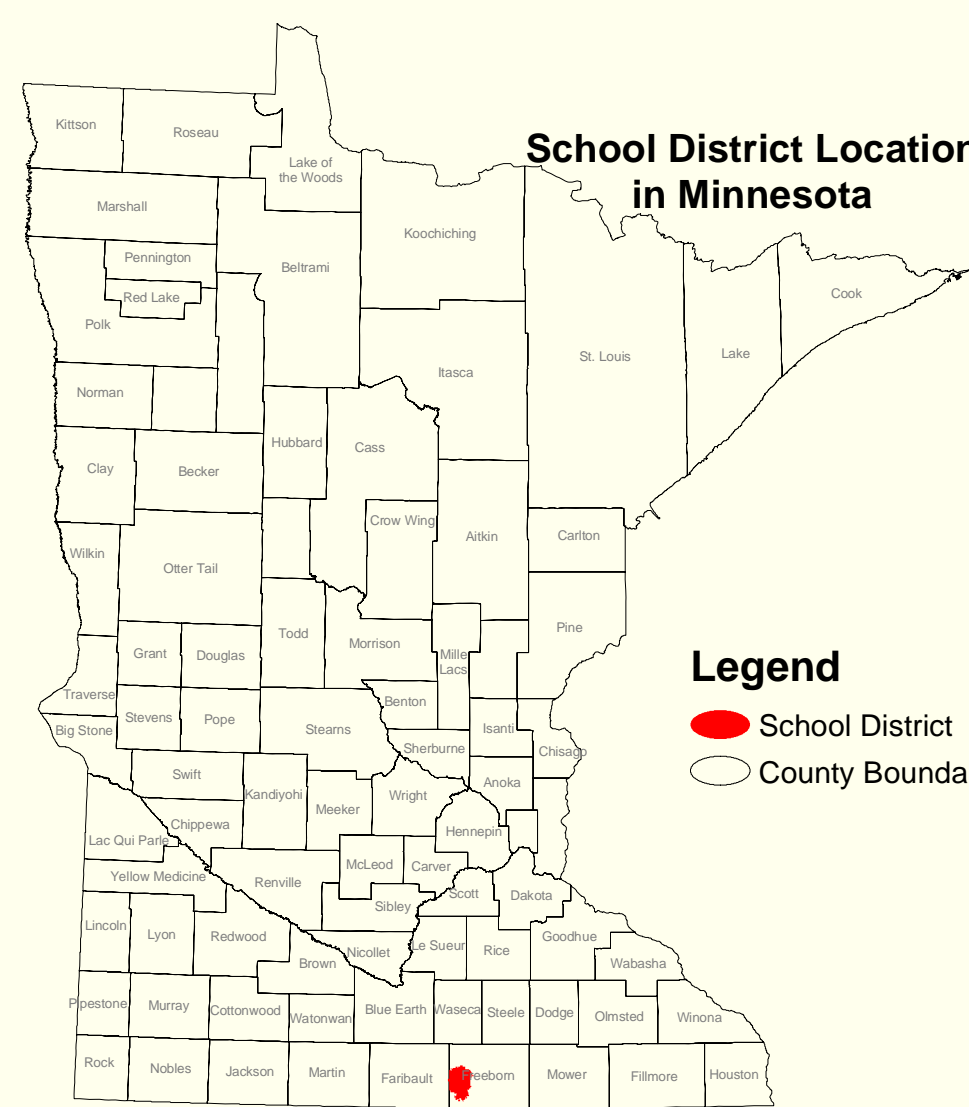 School District Location
in Minnesota
Kittson
Roseau
Lake of
the Woods
Marshall
Koochiching
Pennington
Beltrami
Red Lake
Cook
Polk
St. Louis
Lake
Itasca
Norman
Hubbard
Cass
Clay
Becker
Crow Wing
Aitkin
Carlton
Wilkin
Otter Tail
Todd
Pine
Morrison
Grant
Douglas
Mille
Lacs
Legend
Traverse
Benton
Stevens
Pope
School District
Big Stone
Stearns
Isanti
Sherburne
Chisago
County Bounda
Swift
Anoka
Kandiyohi
Wright
Meeker
Chippewa
Hennepin
Lac Qui Parle
McLeod
Carver
Yellow Medicine
Renville
Scott
Dakota
Sibley
Lincoln
Lyon
Redwood
Goodhue
Le Sueur
Rice
Nicollet
Brown
Wabasha
Pipestone
Murray
Cottonwood
Blue Earth
Waseca
Steele
Dodge
Watonwan
Olmsted
Winona
Rock
Nobles
Jackson
Martin
Faribault
Freeborn
Mower
Fillmore
Houston